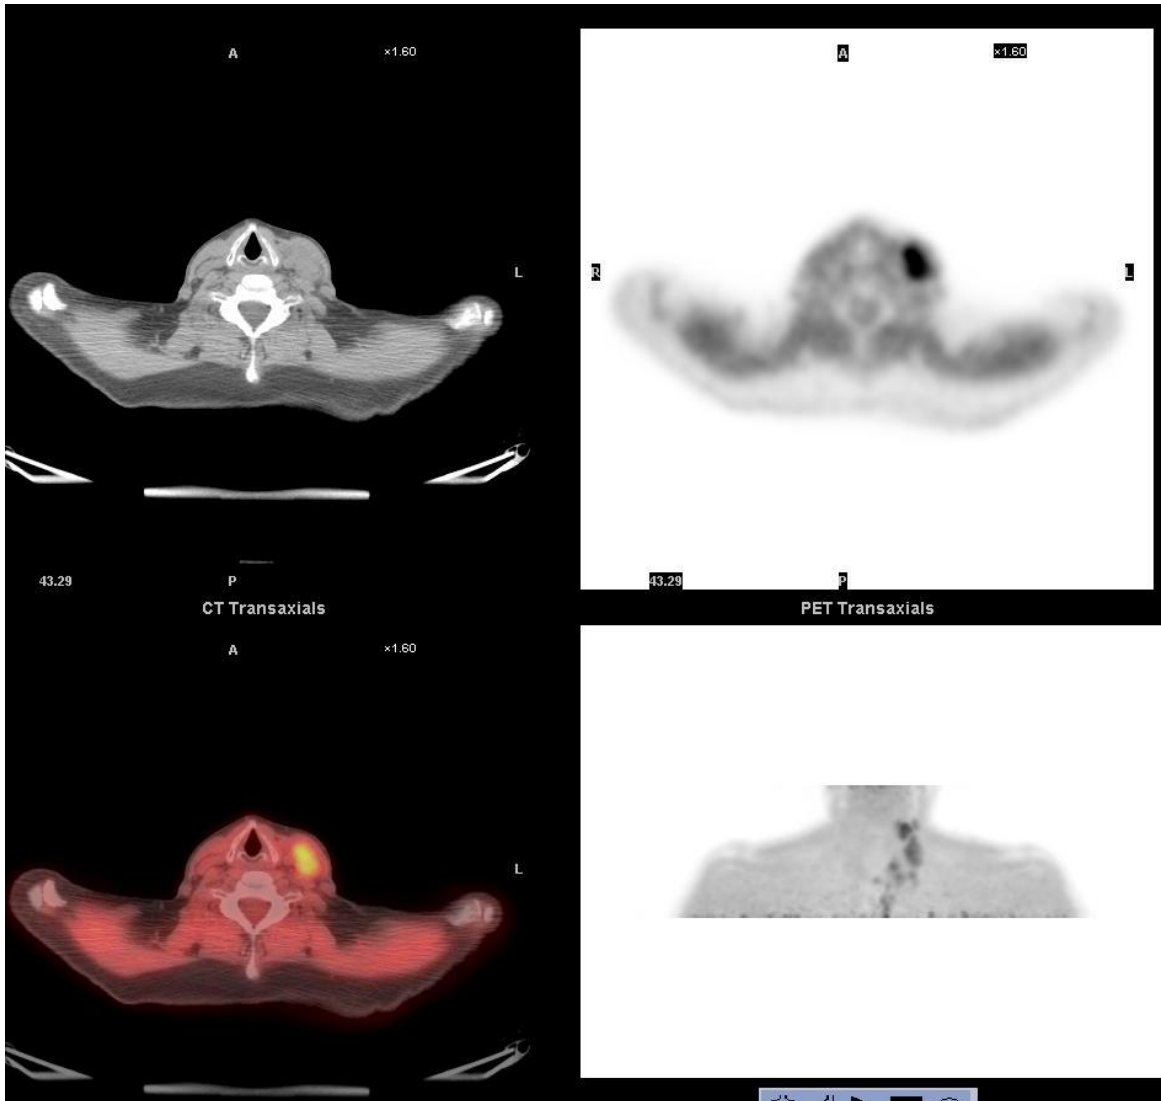 A ×1.60
L
43.29 P
CT Transaxials
A ×1.60
R L
43.29 P
PET Transaxials
A ×1.60
L